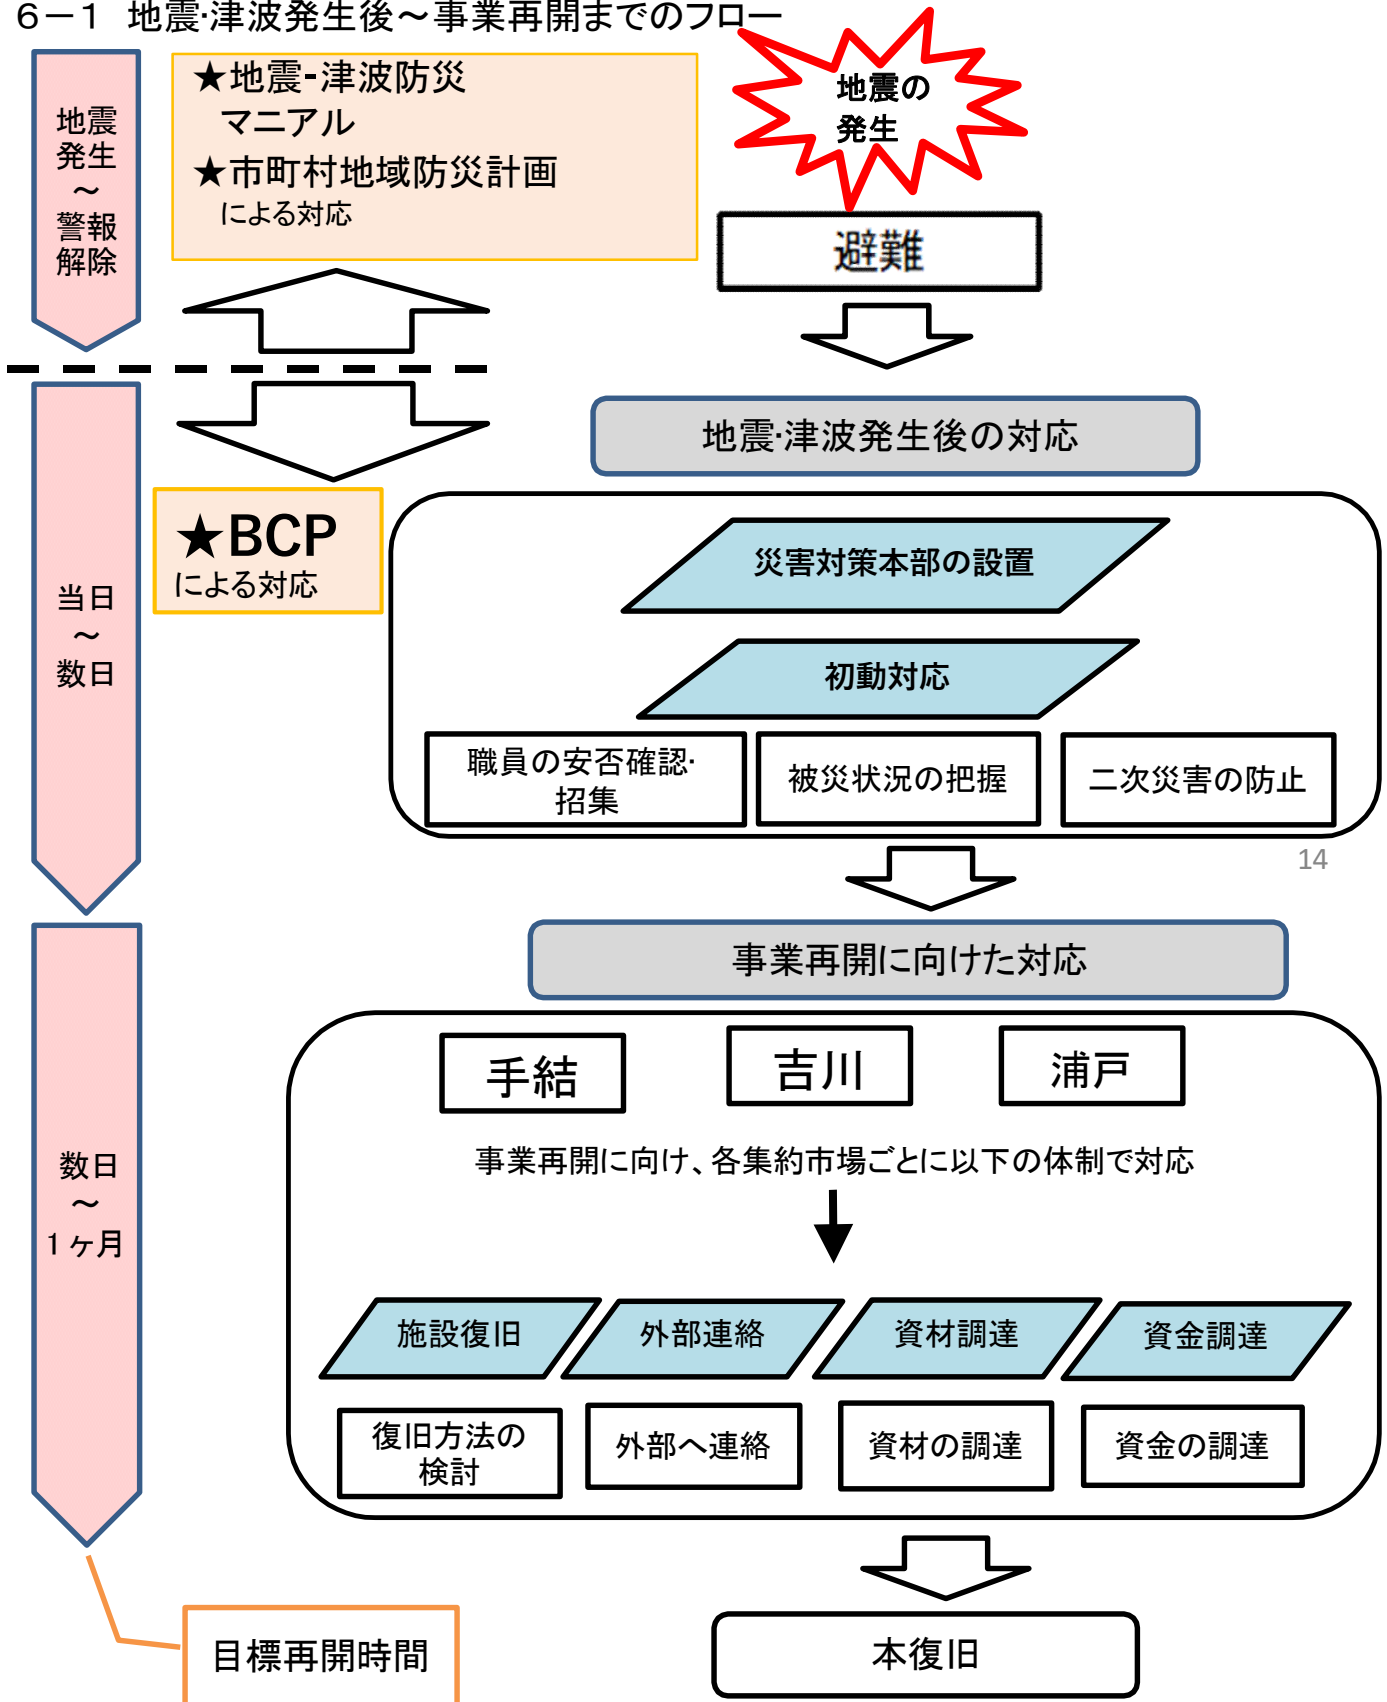 6－1 地震･津波発生後～事業再開までのフロー
地震
発生
～
警報
解除
★地震-津波防災
マニアル
★市町村地域防災計画
による対応
地震の
発生
避難
地震･津波発生後の対応
当日
～
数日
★BCP
による対応
災害対策本部の設置
初動対応
職員の安否確認･
招集
被災状況の把握
二次災害の防止
14
事業再開に向けた対応
数日
～
1ヶ月
手結
吉川
浦戸
事業再開に向け、各集約市場ごとに以下の体制で対応
施設復旧
外部連絡
資材調達
資金調達
復旧方法の
検討
外部へ連絡
資材の調達
資金の調達
目標再開時間
本復旧